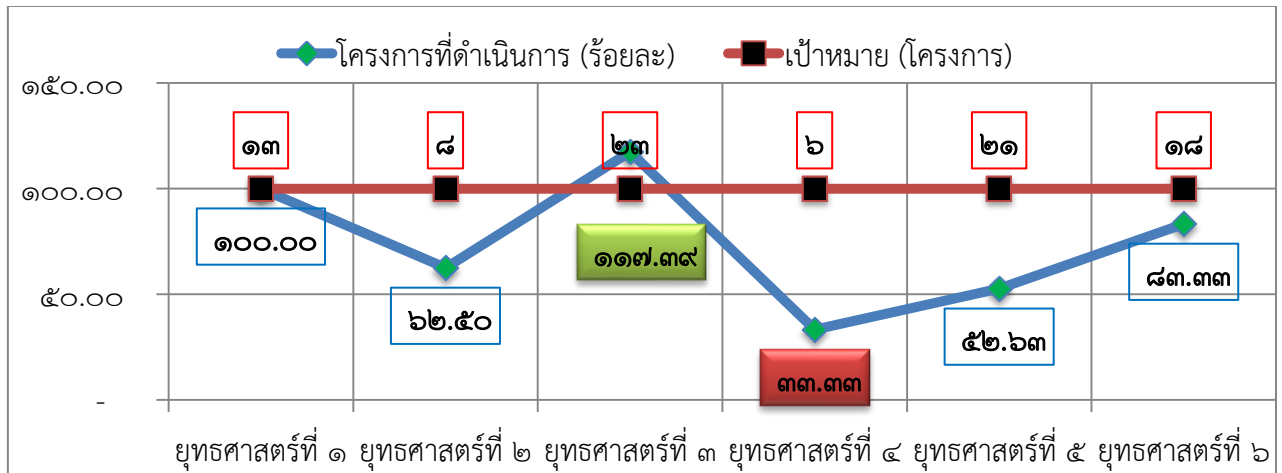 โครงการที่ดำเนินการ (ร้อยละ) เป้าหมาย (โครงการ)
๑๕๐.๐๐
๑๓ ๘ ๒๓ ๖ ๒๑ ๑๘
๑๐๐.๐๐
๑๐๐.๐๐ ๑๑๗.๓๙ ๘๓.๓๓
๕๐.๐๐
๖๒.๕๐ ๕๒.๖๓
๓๓.๓๓
-
ยุทธศาสตร์ที่ ๑ ยุทธศาสตร์ที่ ๒ ยุทธศาสตร์ที่ ๓ ยุทธศาสตร์ที่ ๔ ยุทธศาสตร์ที่ ๕ ยุทธศาสตร์ที่ ๖